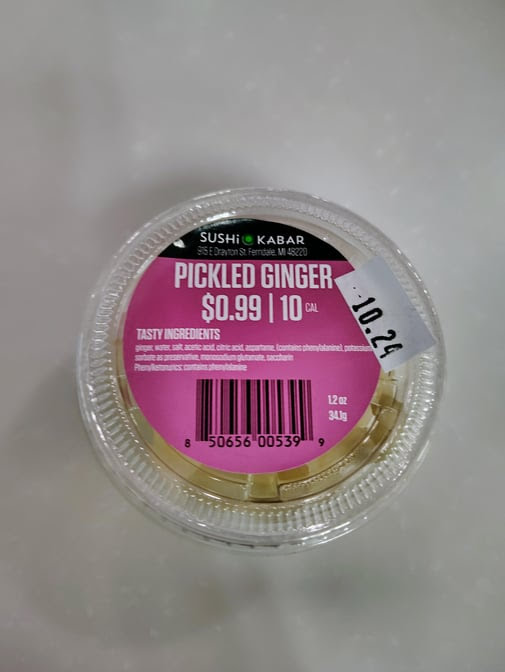 SUSHi KABAR
915 E Drayton St. Ferndale, MI 48220
PICKLED GINGER
$0.99 | 10 CAL
10.24
TASTY INGREDIENTS
ginger, water, salt, acetic acid, citric acid, aspartame, (contains phenylalanine), potassium
sorbate as preservative, monosodium glutamate, saccharin
Phenylketonurics: contains phenylalanine
1.2 oz
34.1g
8 50656 00539 9